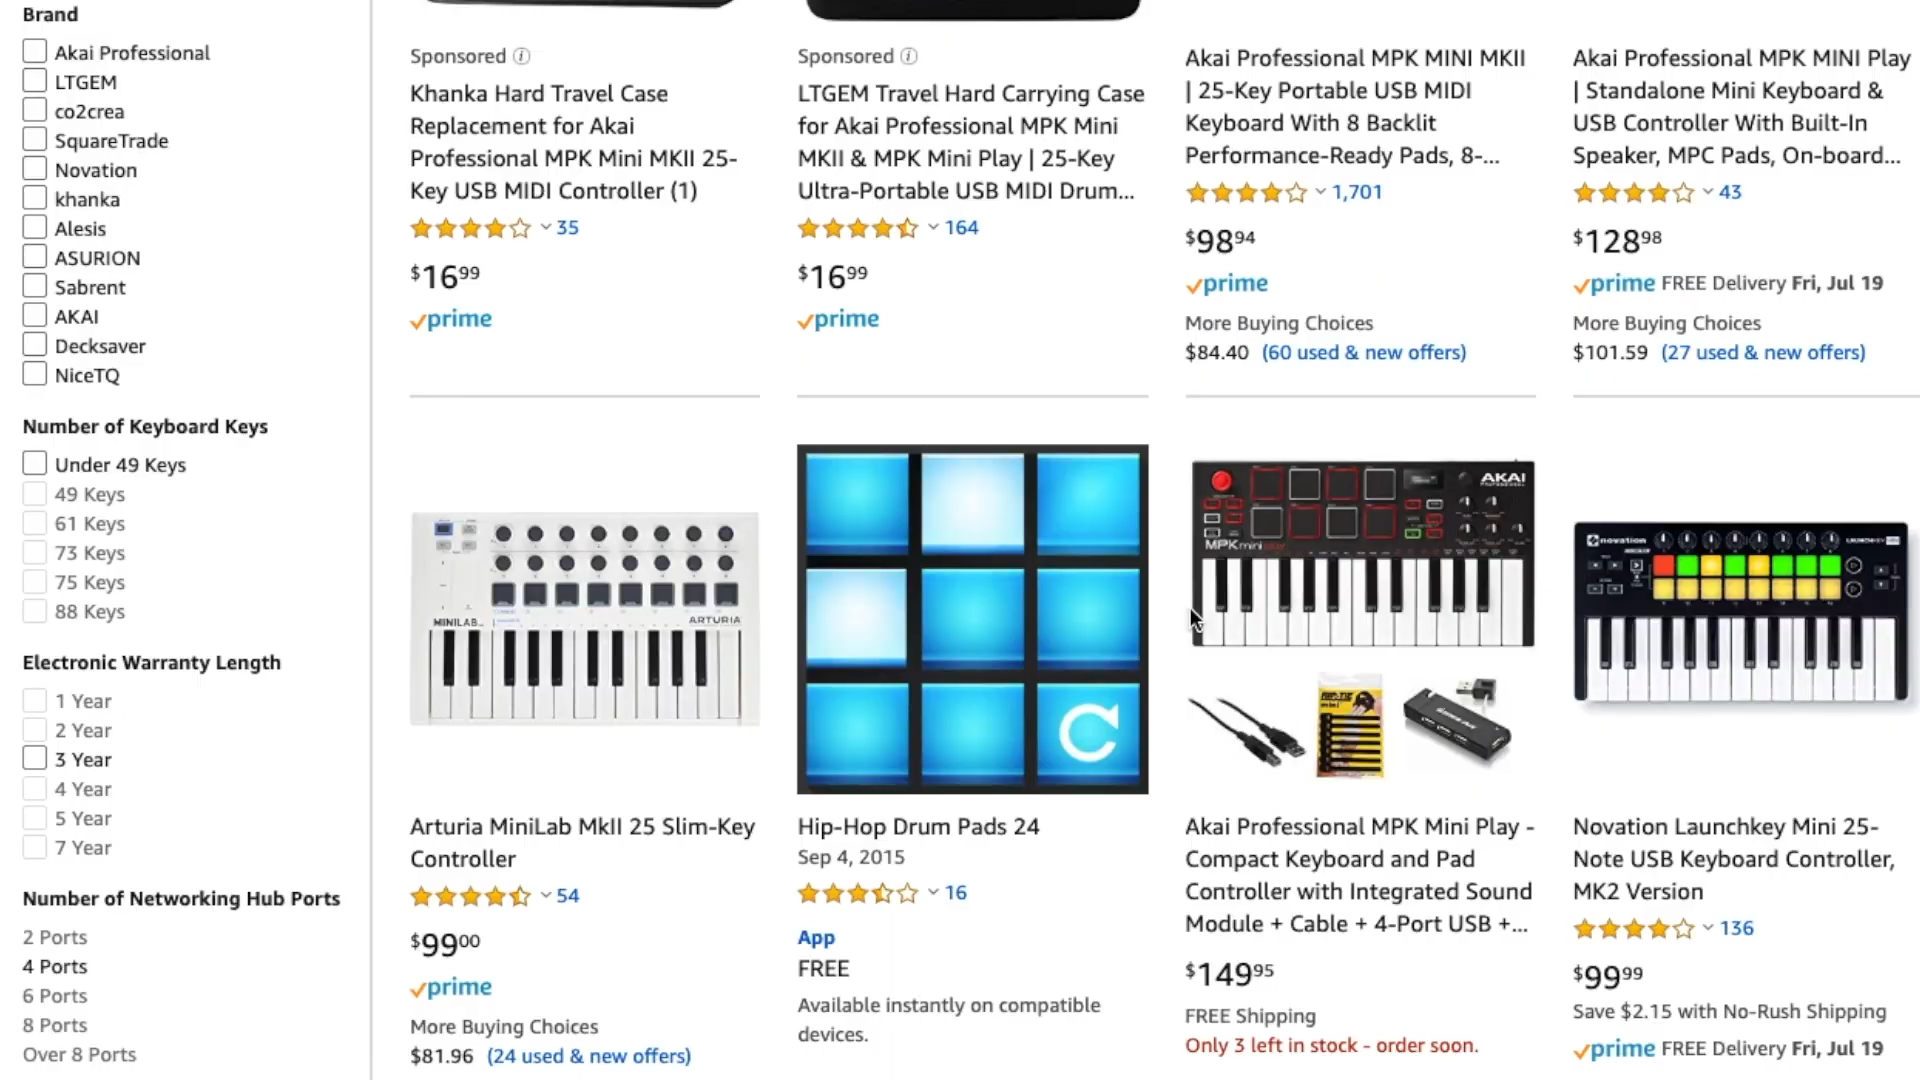 Brand
Akai Professional
LTGEM
co2crea
SquareTrade
Novation
khanka
Alesis
ASURION
Sabrent
AKAI
Decksaver
NiceTQ
Number of Keyboard Keys
Under 49 Keys
49 Keys
61 Keys
73 Keys
75 Keys
88 Keys
Electronic Warranty Length
1 Year
2 Year
3 Year
4 Year
5 Year
7 Year
Number of Networking Hub Ports
2 Ports
4 Ports
6 Ports
8 Ports
Over 8 Ports
Sponsored
Khanka Hard Travel Case
Replacement for Akai
Professional MPK Mini MKII 25-
Key USB MIDI Controller (1)
35
$16.99
prime
Sponsored
LTGEM Travel Hard Carrying Case
for Akai Professional MPK Mini
MKII & MPK Mini Play | 25-Key
Ultra-Portable USB MIDI Drum...
164
$16.99
prime
Akai Professional MPK MINI MKII
| 25-Key Portable USB MIDI
Keyboard With 8 Backlit
Performance-Ready Pads, 8-...
1,701
$98.94
prime
More Buying Choices
$84.40 (60 used & new offers)
Akai Professional MPK MINI Play
| Standalone Mini Keyboard &
USB Controller With Built-In
Speaker, MPC Pads, On-board...
43
$128.98
prime FREE Delivery Fri, Jul 19
More Buying Choices
$101.59 (27 used & new offers)
MINILAB
ARTURIA
Arturia MiniLab MkII 25 Slim-Key
Controller
54
$99.00
prime
More Buying Choices
$81.96 (24 used & new offers)
Hip-Hop Drum Pads 24
Sep 4, 2015
16
App
FREE
Available instantly on compatible
devices.
AKAI
PROFESSIONAL
MPKmini play
Akai Professional MPK Mini Play -
Compact Keyboard and Pad
Controller with Integrated Sound
Module + Cable + 4-Port USB +...
$149.95
FREE Shipping
Only 3 left in stock - order soon.
novation
LAUNCHKEY
Novation Launchkey Mini 25-
Note USB Keyboard Controller,
MK2 Version
136
$99.99
Save $2.15 with No-Rush Shipping
prime FREE Delivery Fri, Jul 19